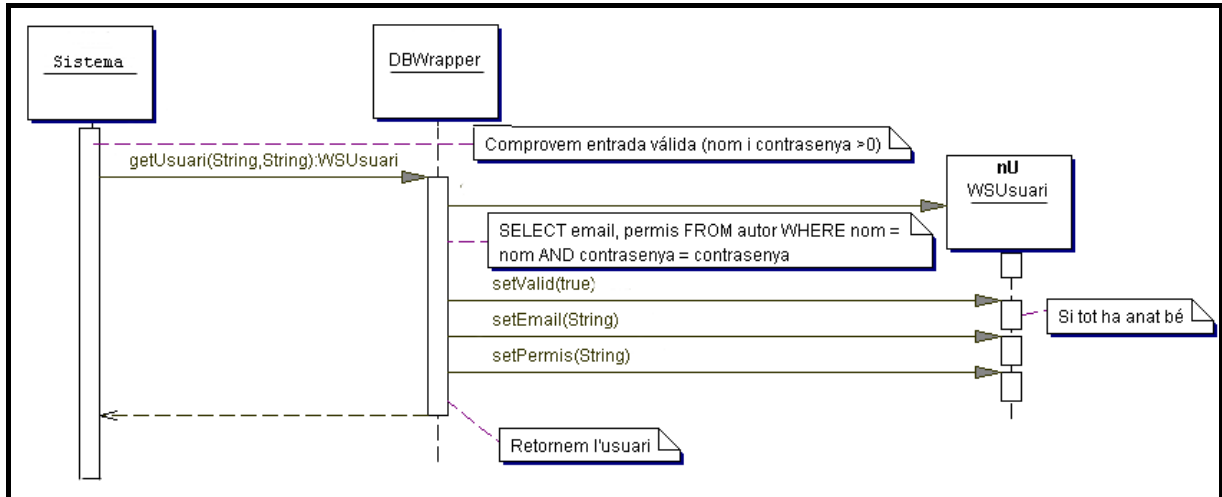 Sistema
DBWrapper
Comprovem entrada válida (nom i contrasenya >0)
getUsuari(String,String):WSUsuari
nU
WSUsuari
SELECT email, permis FROM autor WHERE nom =
nom AND contrasenya = contrasenya
setValid(true)
Si tot ha anat bé
setEmail(String)
setPermis(String)
Retornem l'usuari